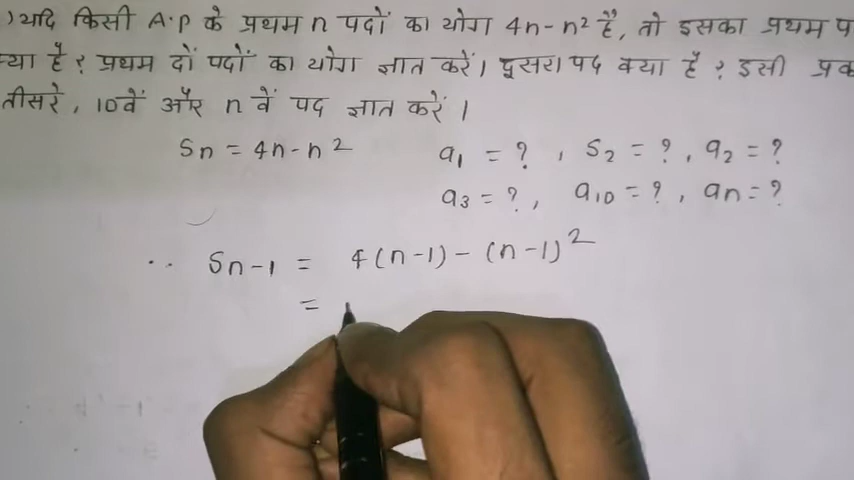 ) यदि किसी A.P के प्रथम n पदों का योग 4n-n² है, तो इसका प्रथम
है ? प्रथम दों पदों का योग ज्ञात करें। दूसरा पद क्या है ? इसी
तीसरे, 10वें और n वें पद ज्ञात करें।
Sn = 4n-n² a₁ = ? , S₂ = ? , a₂ = ?
a₃ = ? , a₁₀ = ? , an = ?
∴ Sn-1 = 4(n-1) - (n-1)²
=